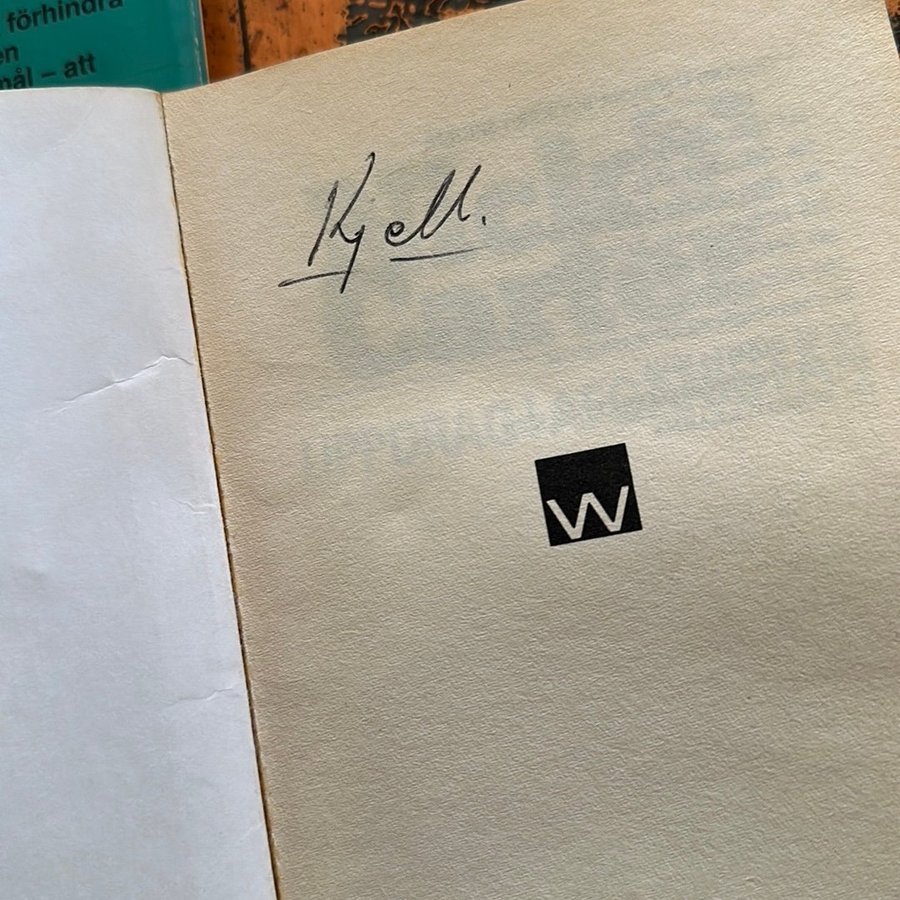 förhindra
en
mål – att
Kjell.
W